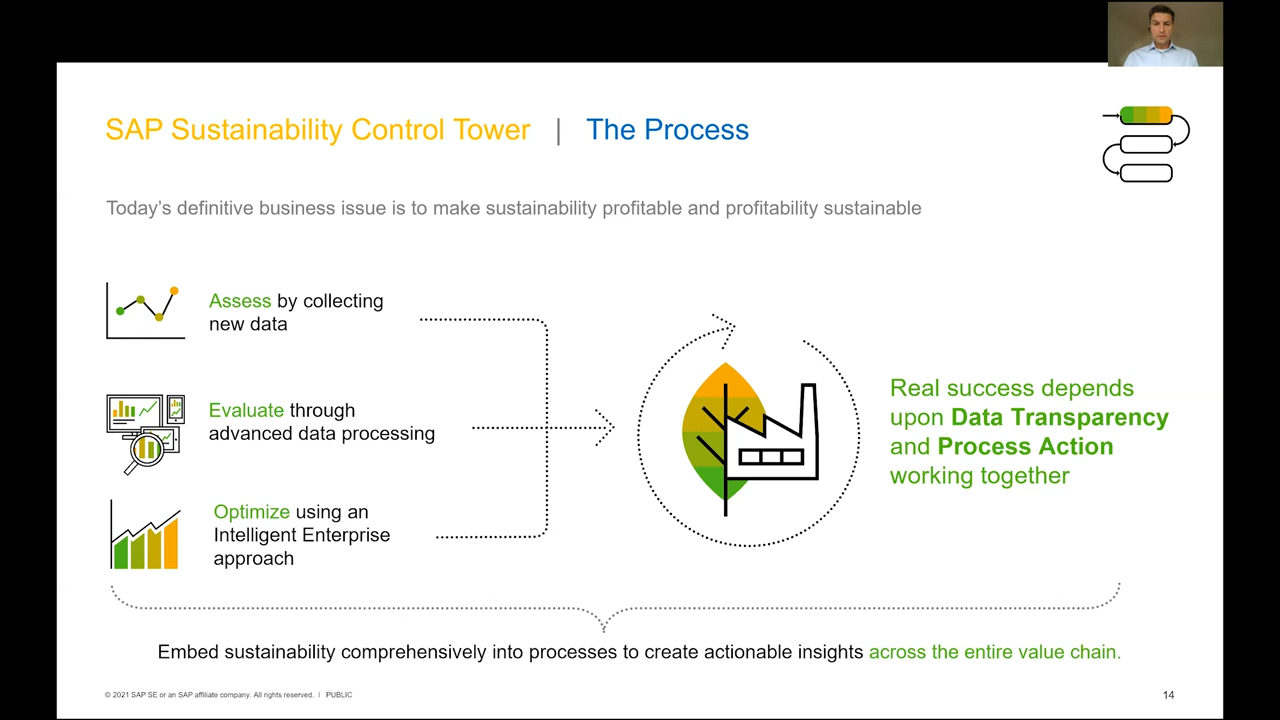 SAP Sustainability Control Tower | The Process
Today's definitive business issue is to make sustainability profitable and profitability sustainable
Assess by collecting
new data
Evaluate through
advanced data processing
Optimize using an
Intelligent Enterprise
approach
Real success depends
upon Data Transparency
and Process Action
working together
Embed sustainability comprehensively into processes to create actionable insights across the entire value chain.
© 2021 SAP SE or an SAP affiliate company. All rights reserved. | PUBLIC
14